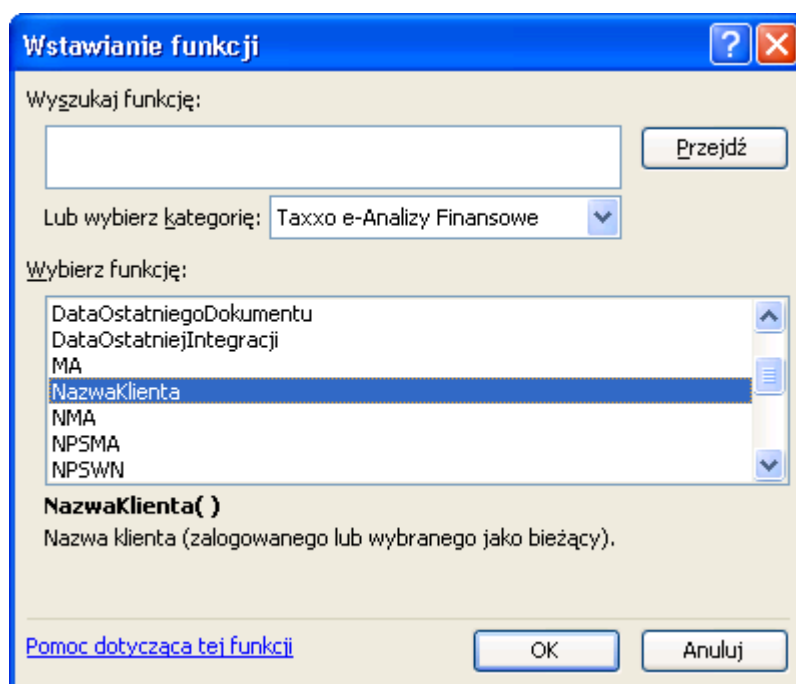 Wstawianie funkcji
Wyszukaj funkcję:
Przejdź
Lub wybierz kategorię: Taxxo e-Analizy Finansowe
Wybierz funkcję:
DataOstatniegoDokumentu
DataOstatniejIntegracji
MA
NazwaKlienta
NMA
NPSMA
NPSWN
NazwaKlienta( )
Nazwa klienta (zalogowanego lub wybranego jako bieżący).
Pomoc dotycząca tej funkcji
OK
Anuluj